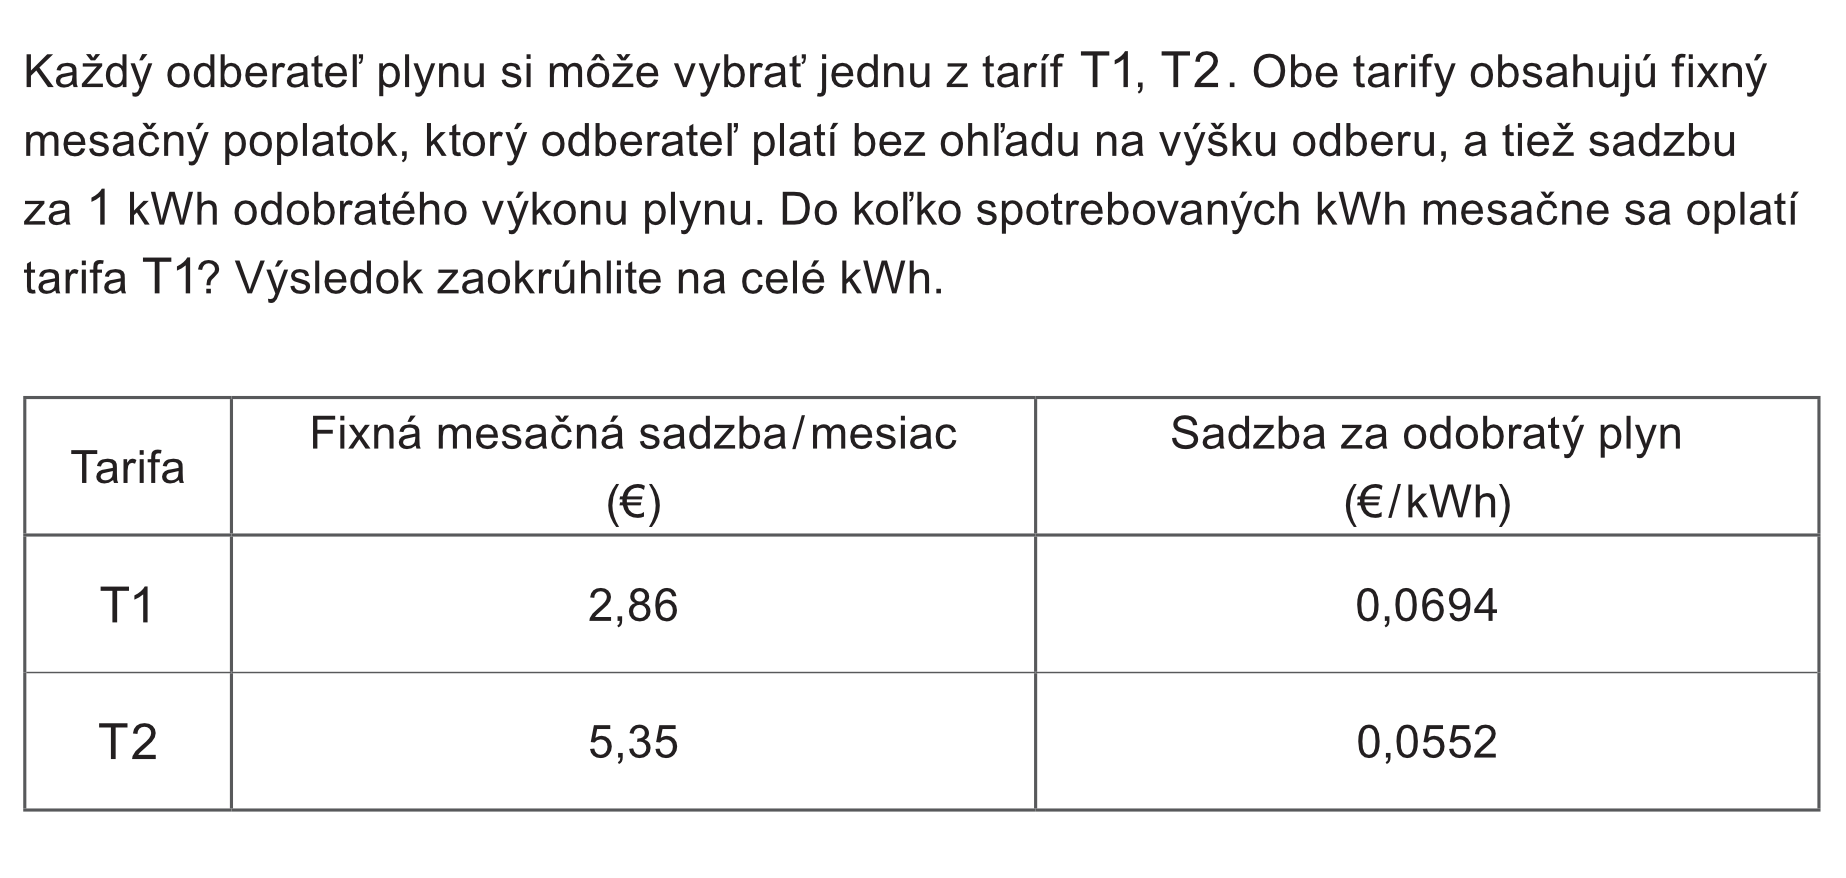 Každý odberateľ plynu si môže vybrať jednu z taríf T1, T2. Obe tarify obsahujú fixný
mesačný poplatok, ktorý odberateľ platí bez ohľadu na výšku odberu, a tiež sadzbu
za 1 kWh odobratého výkonu plynu. Do koľko spotrebovaných kWh mesačne sa oplatí
tarifa T1? Výsledok zaokrúhlite na celé kWh.
Tarifa
Fixná mesačná sadzba/mesiac
(€)
Sadzba za odobratý plyn
(€/kWh)
T1 2,86 0,0694
T2 5,35 0,0552